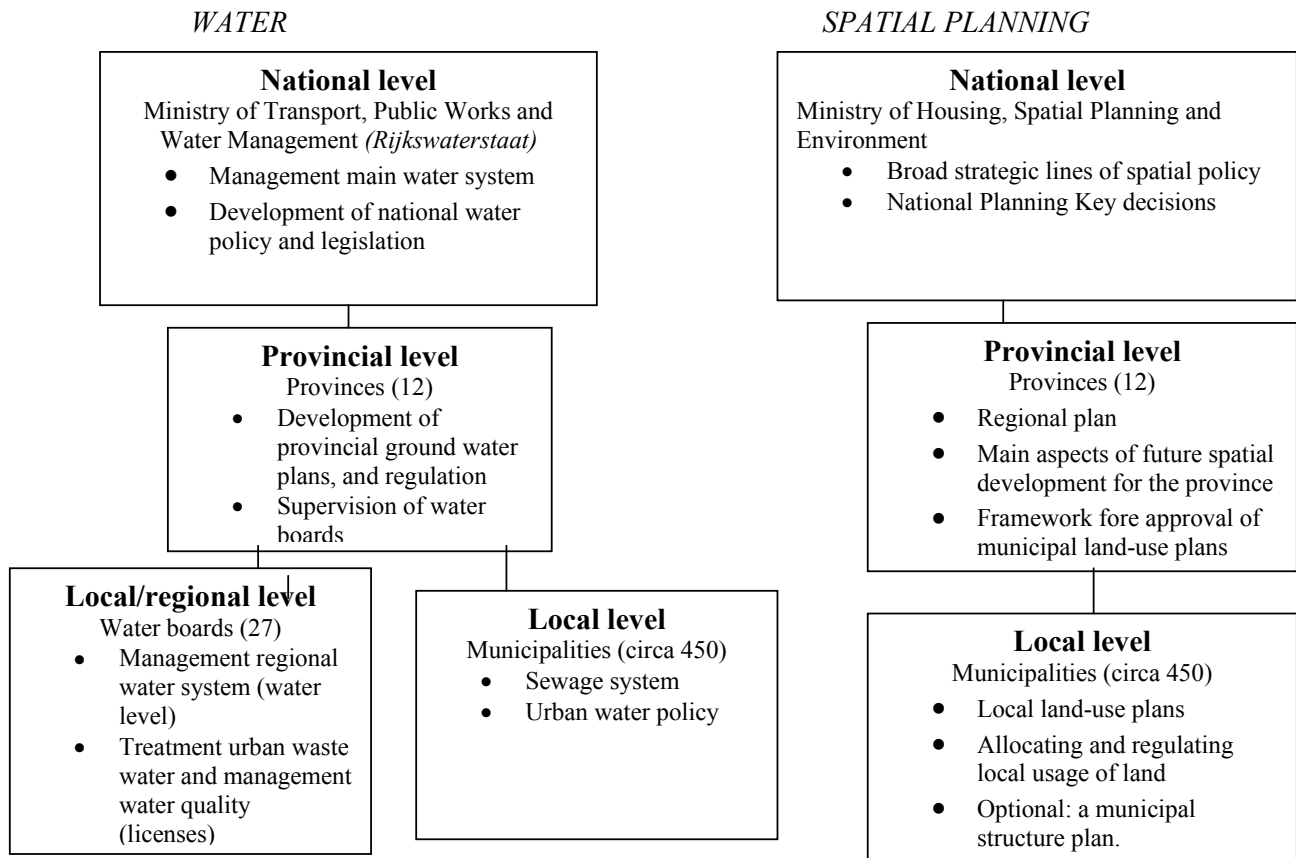 WATER
National level
Ministry of Transport, Public Works and
Water Management (Rijkswaterstaat)
• Management main water system
• Development of national water
policy and legislation
Provincial level
Provinces (12)
• Development of
provincial ground water
plans, and regulation
• Supervision of water
boards
Local/regional level
Water boards (27)
• Management regional
water system (water
level)
• Treatment urban waste
water and management
water quality
(licenses)
Local level
Municipalities (circa 450)
• Sewage system
• Urban water policy
SPATIAL PLANNING
National level
Ministry of Housing, Spatial Planning and
Environment
• Broad strategic lines of spatial policy
• National Planning Key decisions
Provincial level
Provinces (12)
• Regional plan
• Main aspects of future spatial
development for the province
• Framework fore approval of
municipal land-use plans
Local level
Municipalities (circa 450)
• Local land-use plans
• Allocating and regulating
local usage of land
• Optional: a municipal
structure plan.